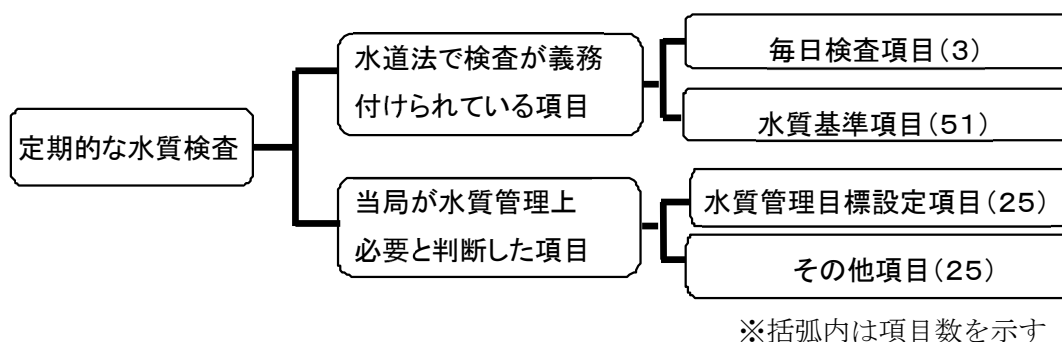 定期的な水質検査
水道法で検査が義務
付けられている項目
毎日検査項目(3)
水質基準項目(51)
当局が水質管理上
必要と判断した項目
水質管理目標設定項目(25)
その他項目(25)
※括弧内は項目数を示す